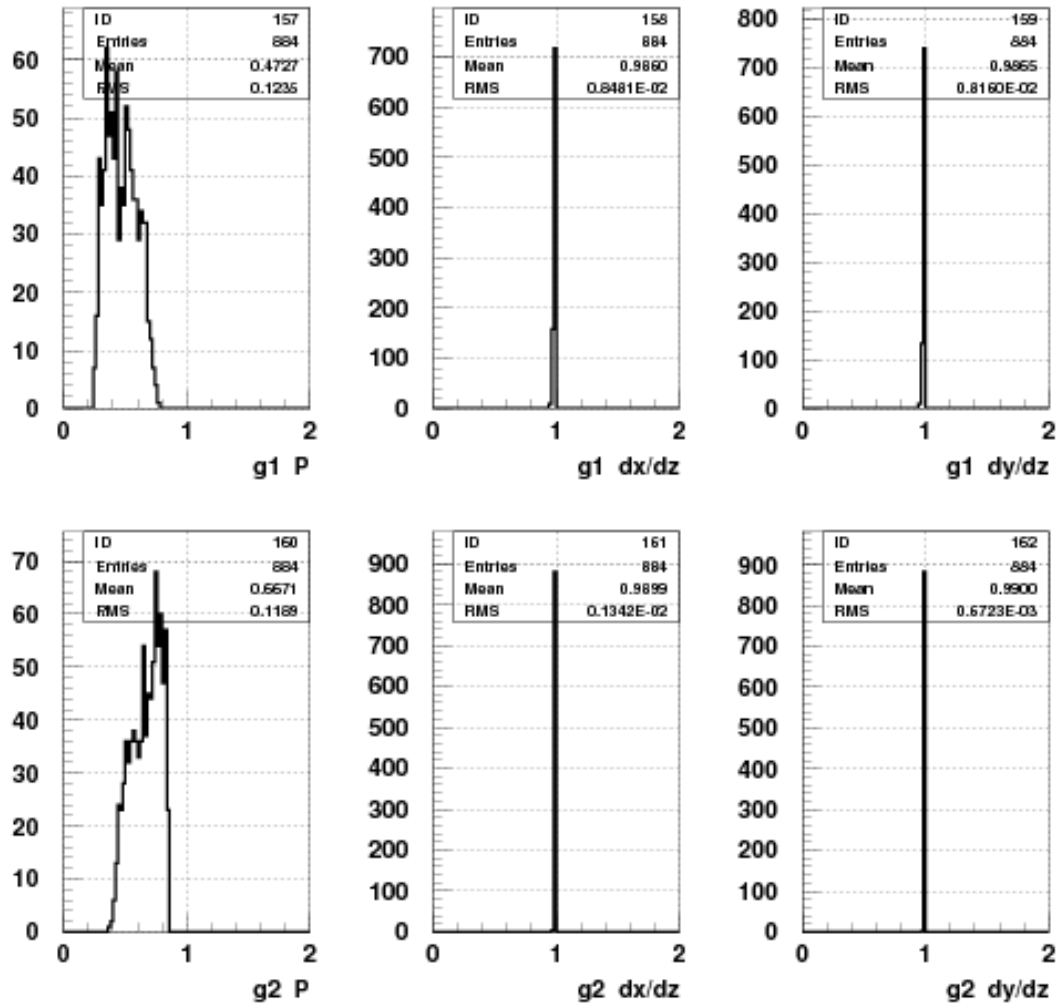 ID 157
Entries 884
Mean 0.4727
RMS 0.1235
60
50
40
30
20
10
0
0 1 2
g1 P
ID 158
Entries 884
Mean 0.9860
RMS 0.8481E-02
700
600
500
400
300
200
100
0
0 1 2
g1 dx/dz
ID 159
Entries 884
Mean 0.9865
RMS 0.8160E-02
800
700
600
500
400
300
200
100
0
0 1 2
g1 dy/dz
ID 160
Entries 884
Mean 0.6671
RMS 0.1189
70
60
50
40
30
20
10
0
0 1 2
g2 P
ID 161
Entries 884
Mean 0.9899
RMS 0.1342E-02
900
800
700
600
500
400
300
200
100
0
0 1 2
g2 dx/dz
ID 162
Entries 884
Mean 0.9900
RMS 0.6723E-03
900
800
700
600
500
400
300
200
100
0
0 1 2
g2 dy/dz